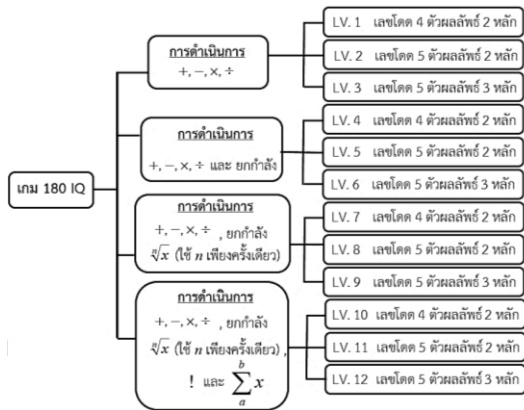 เกม 180 IQ
การดำเนินการ
+, −, ×, ÷
LV. 1 เลขโดด 4 ตัวผลลัพธ์ 2 หลัก
LV. 2 เลขโดด 5 ตัวผลลัพธ์ 2 หลัก
LV. 3 เลขโดด 5 ตัวผลลัพธ์ 3 หลัก
การดำเนินการ
+, −, ×, ÷ และ ยกกำลัง
LV. 4 เลขโดด 4 ตัวผลลัพธ์ 2 หลัก
LV. 5 เลขโดด 5 ตัวผลลัพธ์ 2 หลัก
LV. 6 เลขโดด 5 ตัวผลลัพธ์ 3 หลัก
การดำเนินการ
+, −, ×, ÷ , ยกกำลัง
ⁿ√x (ใช้ n เพียงครั้งเดียว)
LV. 7 เลขโดด 4 ตัวผลลัพธ์ 2 หลัก
LV. 8 เลขโดด 5 ตัวผลลัพธ์ 2 หลัก
LV. 9 เลขโดด 5 ตัวผลลัพธ์ 3 หลัก
การดำเนินการ
+, −, ×, ÷ , ยกกำลัง
ⁿ√x (ใช้ n เพียงครั้งเดียว) ,
b
! และ ∑ x
a
LV. 10 เลขโดด 4 ตัวผลลัพธ์ 2 หลัก
LV. 11 เลขโดด 5 ตัวผลลัพธ์ 2 หลัก
LV. 12 เลขโดด 5 ตัวผลลัพธ์ 3 หลัก